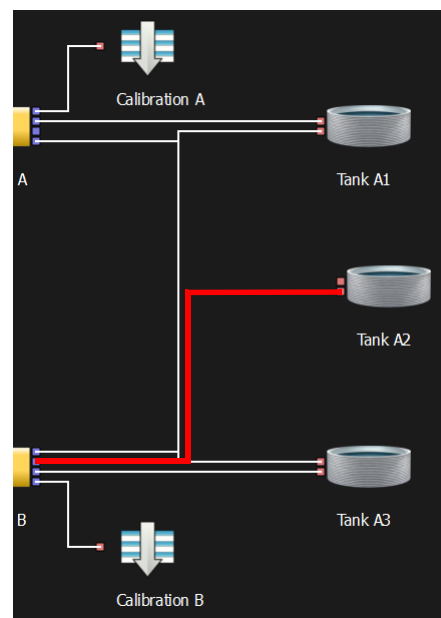 Calibration A
A
Tank A1
Tank A2
B
Tank A3
Calibration B